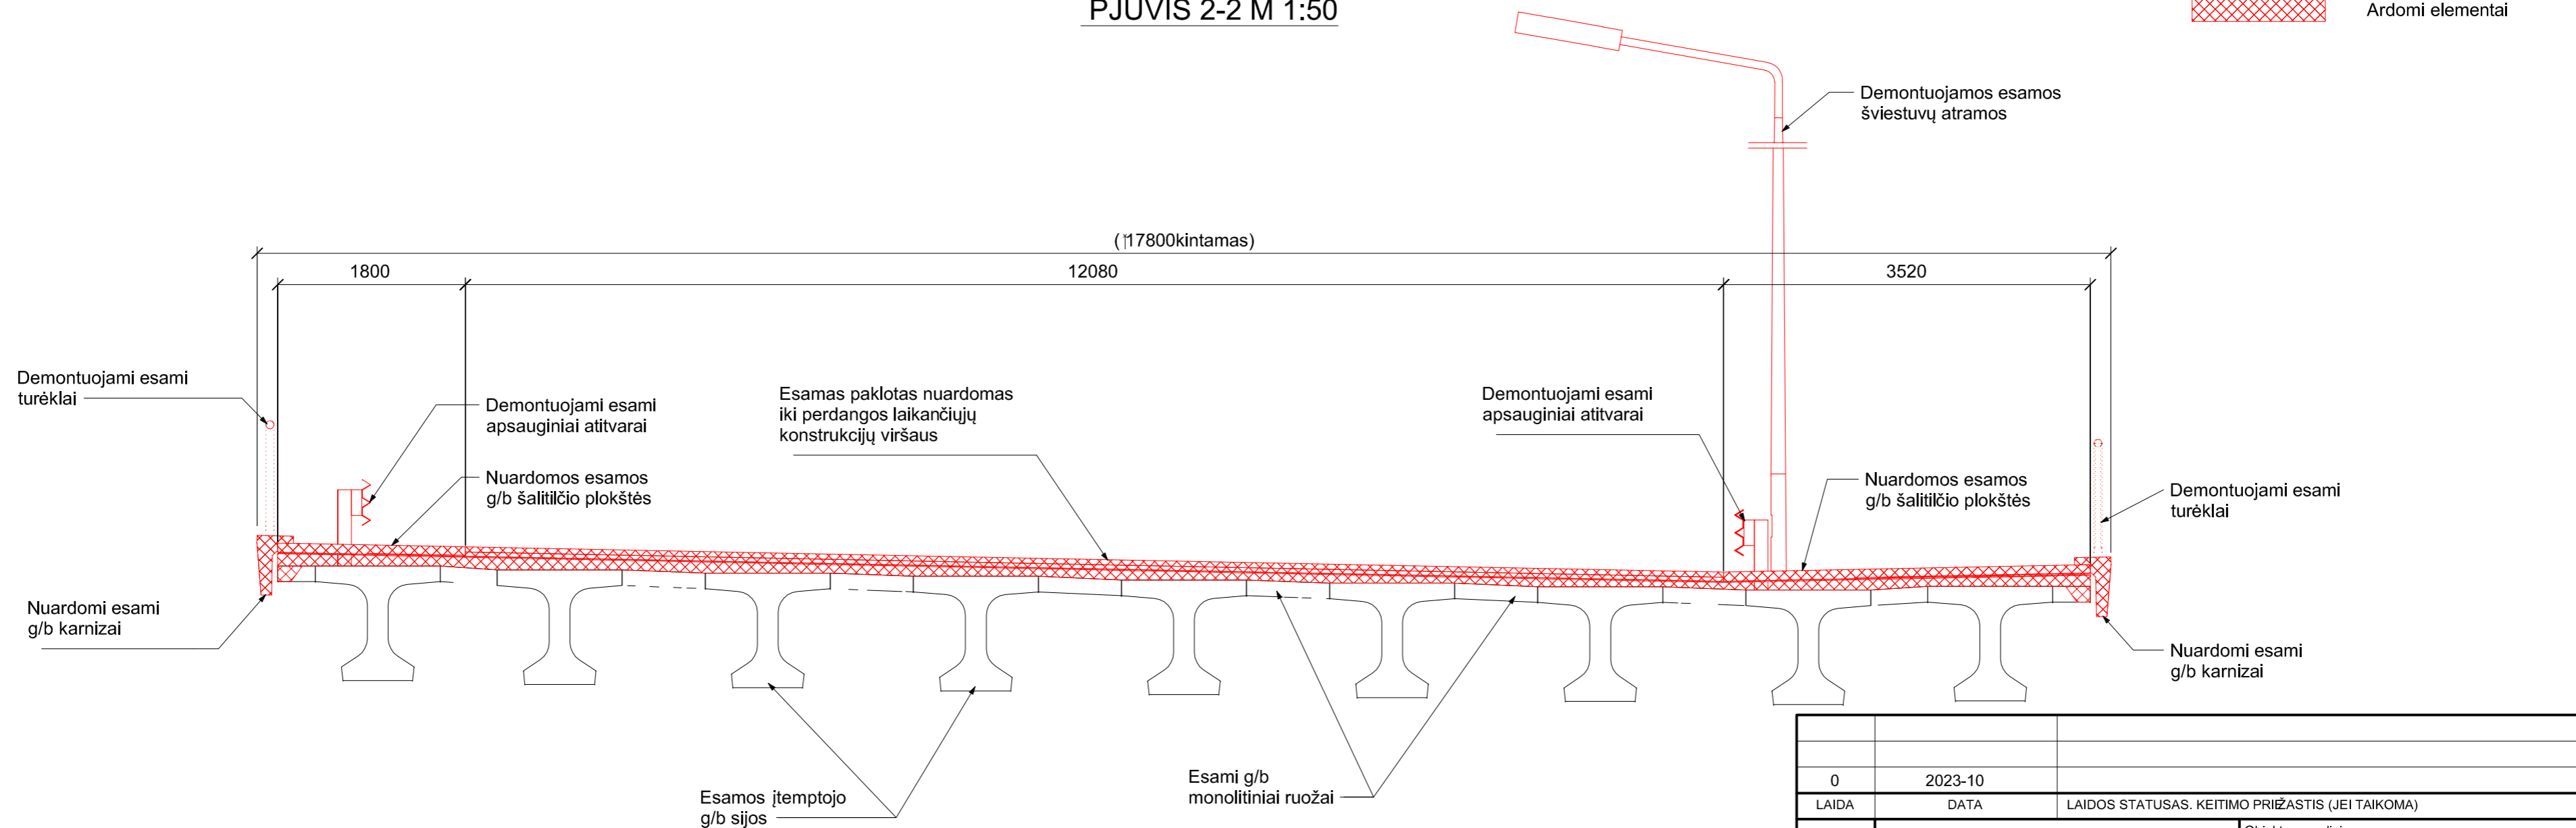 PJŪVIS 2-2 M 1:50
Ardomi elementai
Demontuojamos esamos
šviestuvų atramos
17800kintamas)
1800
12080
3520
Demontuojami esami
turėklai
Demontuojami esami
apsauginiai atitvarai
Esamas paklotas nuardomas
iki perdangos laikančiųjų
konstrukcijų viršaus
Demontuojami esami
apsauginiai atitvarai
Nuardomos esamos
g/b šalitilčio plokštės
Nuardomos esamos
g/b šalitilčio plokštės
Demontuojami esami
turėklai
Nuardomi esami
g/b karnizai
Nuardomi esami
g/b karnizai
Esamos įtemptojo
g/b sijos
Esami g/b
monolitiniai ruožai
0
2023-10
LAIDA
DATA
LAIDOS STATUSAS. KEITIMO PRIEŽASTIS (JEI TAIKOMA)